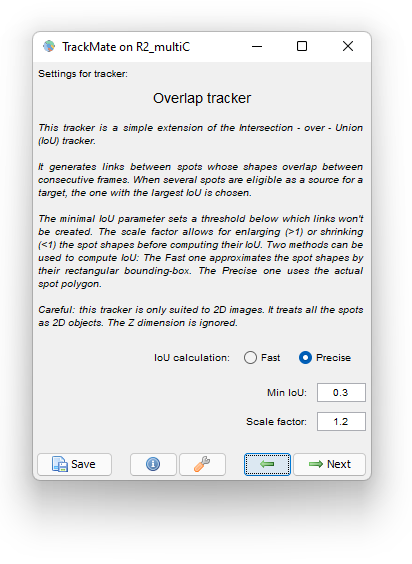 TrackMate on R2_multiC
Settings for tracker:
Overlap tracker
This tracker is a simple extension of the Intersection - over - Union
(IoU) tracker.
It generates links between spots whose shapes overlap between
consecutive frames. When several spots are eligible as a source for a
target, the one with the largest IoU is chosen.
The minimal IoU parameter sets a threshold below which links won't
be created. The scale factor allows for enlarging (>1) or shrinking
(<1) the spot shapes before computing their IoU. Two methods can be
used to compute IoU: The Fast one approximates the spot shapes by
their rectangular bounding-box. The Precise one uses the actual
spot polygon.
Careful: this tracker is only suited to 2D images. It treats all the spots
as 2D objects. The Z dimension is ignored.
IoU calculation: Fast Precise
Min IoU: 0.3
Scale factor: 1.2
Save Next